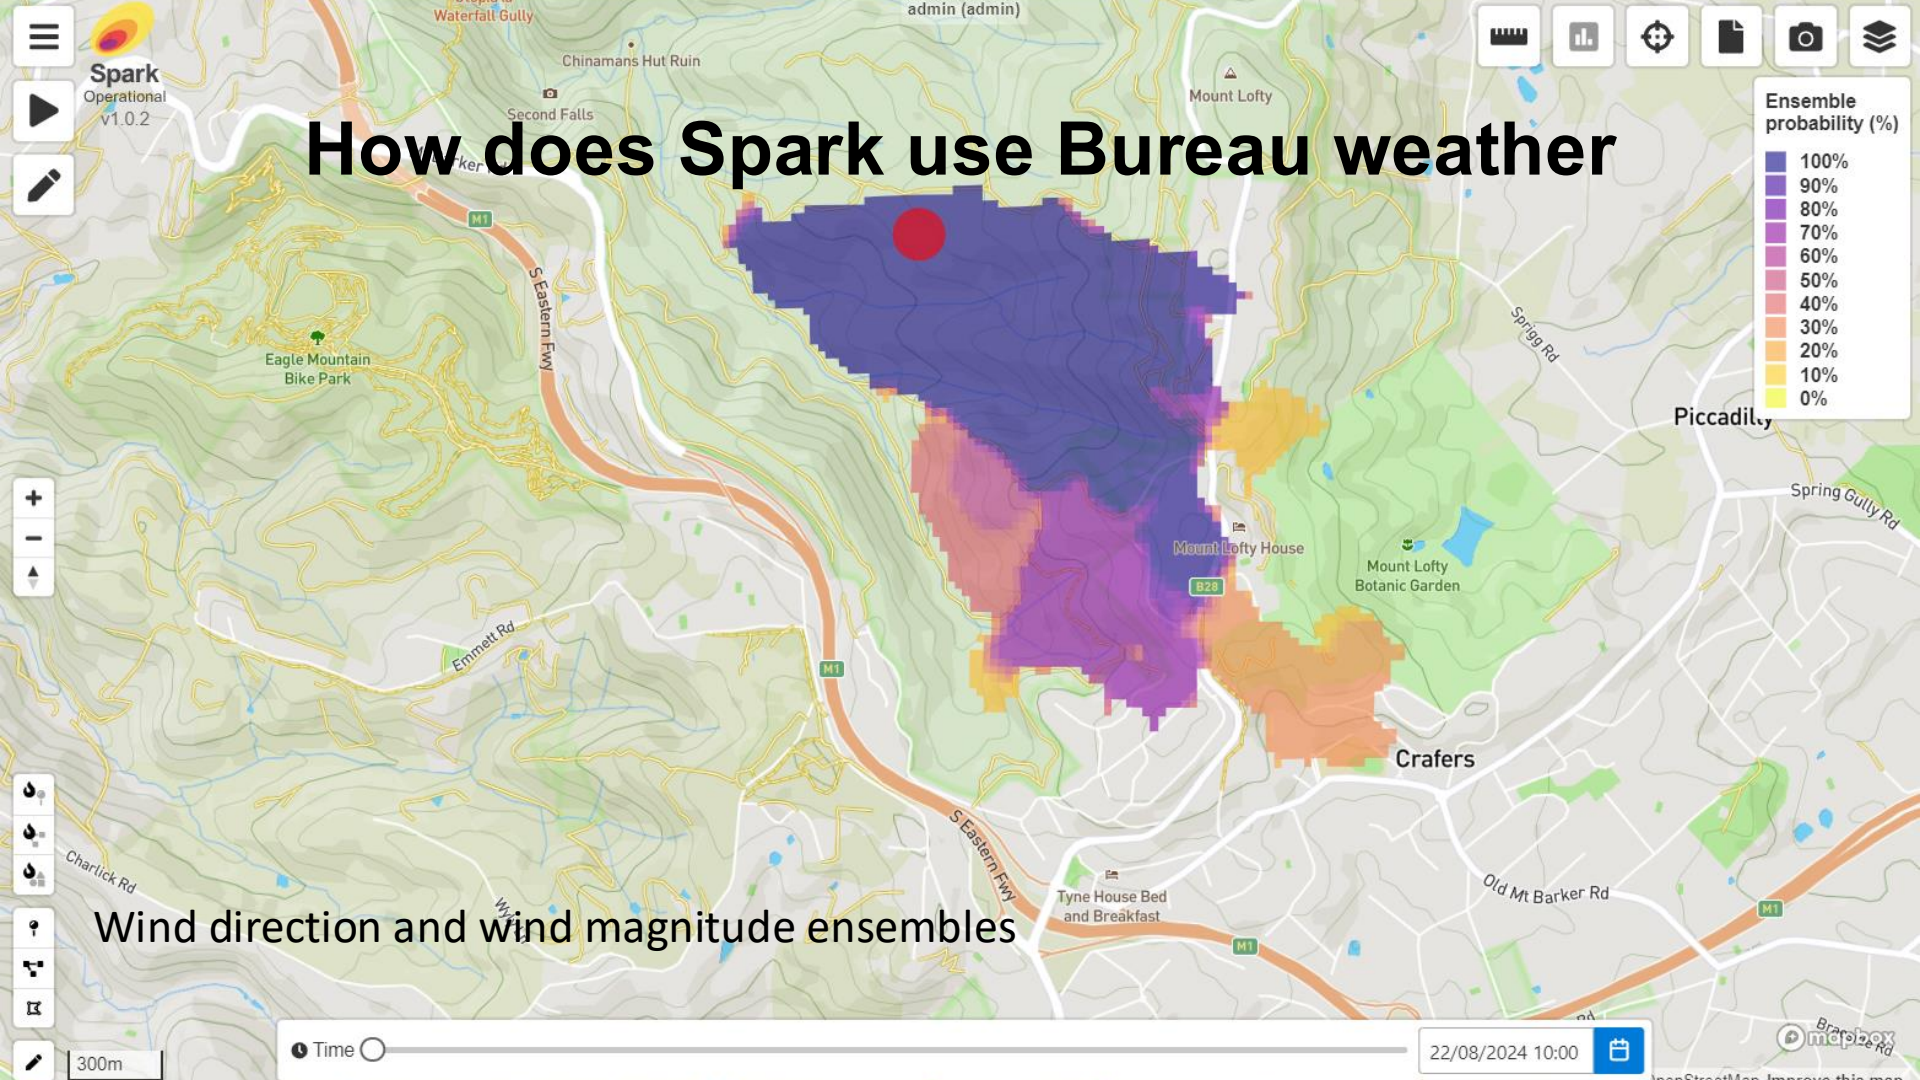 Waterfall Gully
admin (admin)
Spark
Operational
v1.0.2
Chinamans Hut Ruin
Second Falls
Mount Lofty
How does Spark use Bureau weather
Ensemble
probability (%)
100%
90%
80%
70%
60%
50%
40%
30%
20%
10%
0%
M1
S Eastern Fwy
Eagle Mountain
Bike Park
Sprigg Rd
Piccadilly
Spring Gully Rd
Mount Lofty House
Mount Lofty
Botanic Garden
B28
Emmett Rd
M1
Crafers
S Eastern Fwy
Charlick Rd
Tyne House Bed
and Breakfast
Old Mt Barker Rd
M1
M1
Wind direction and wind magnitude ensembles
Time
22/08/2024 10:00
300m
mapbox
OpenStreetMap Improve this map